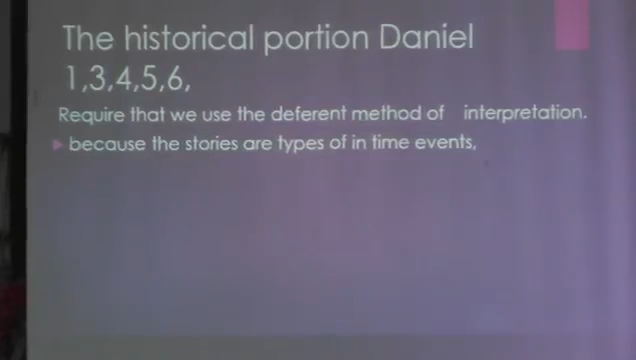 The historical portion Daniel
1,3,4,5,6,
Require that we use the deferent method of interpretation.
because the stories are types of in time events,